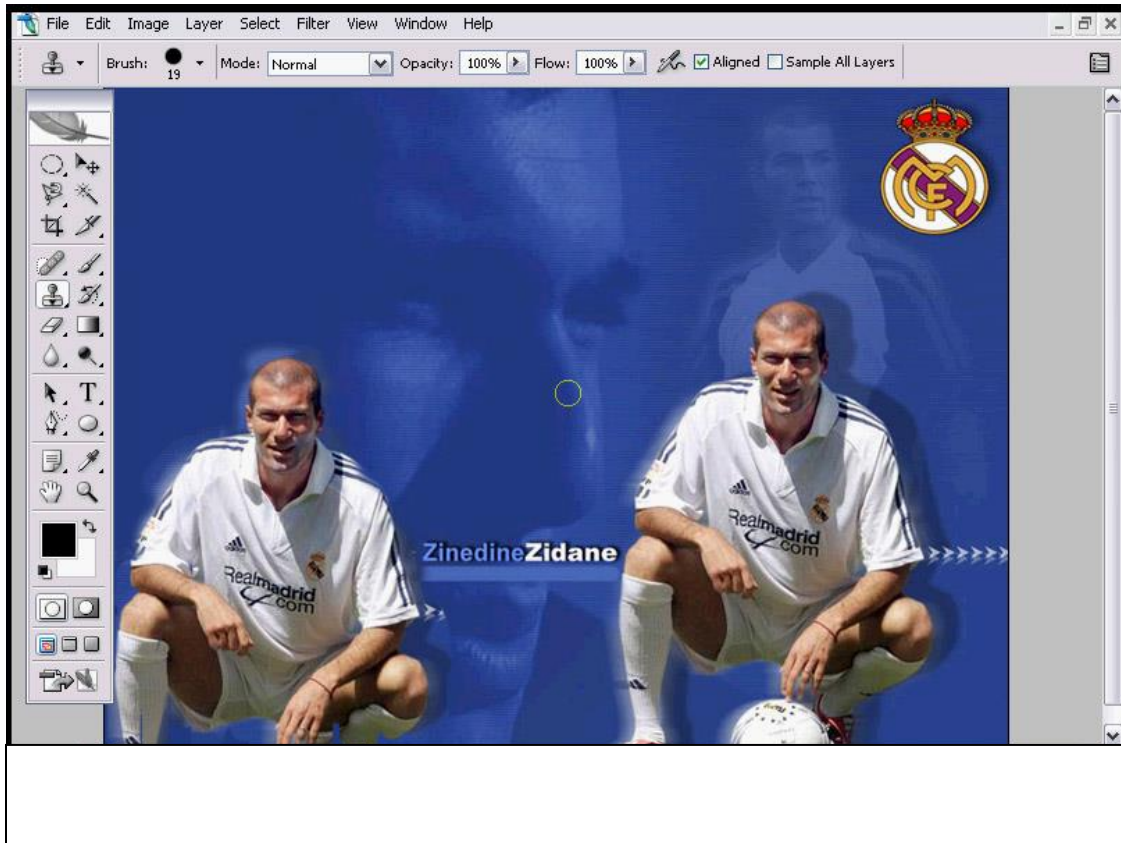 File Edit Image Layer Select Filter View Window Help
Brush: 19 Mode: Normal Opacity: 100% Flow: 100% Aligned Sample All Layers
T
ZinedineZidane
Realmadrid
.com
Realmadrid
.com